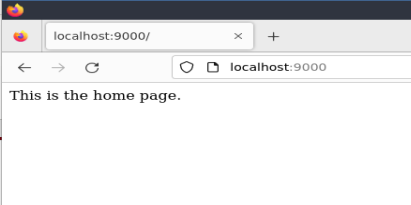 localhost:9000/
localhost:9000
This is the home page.